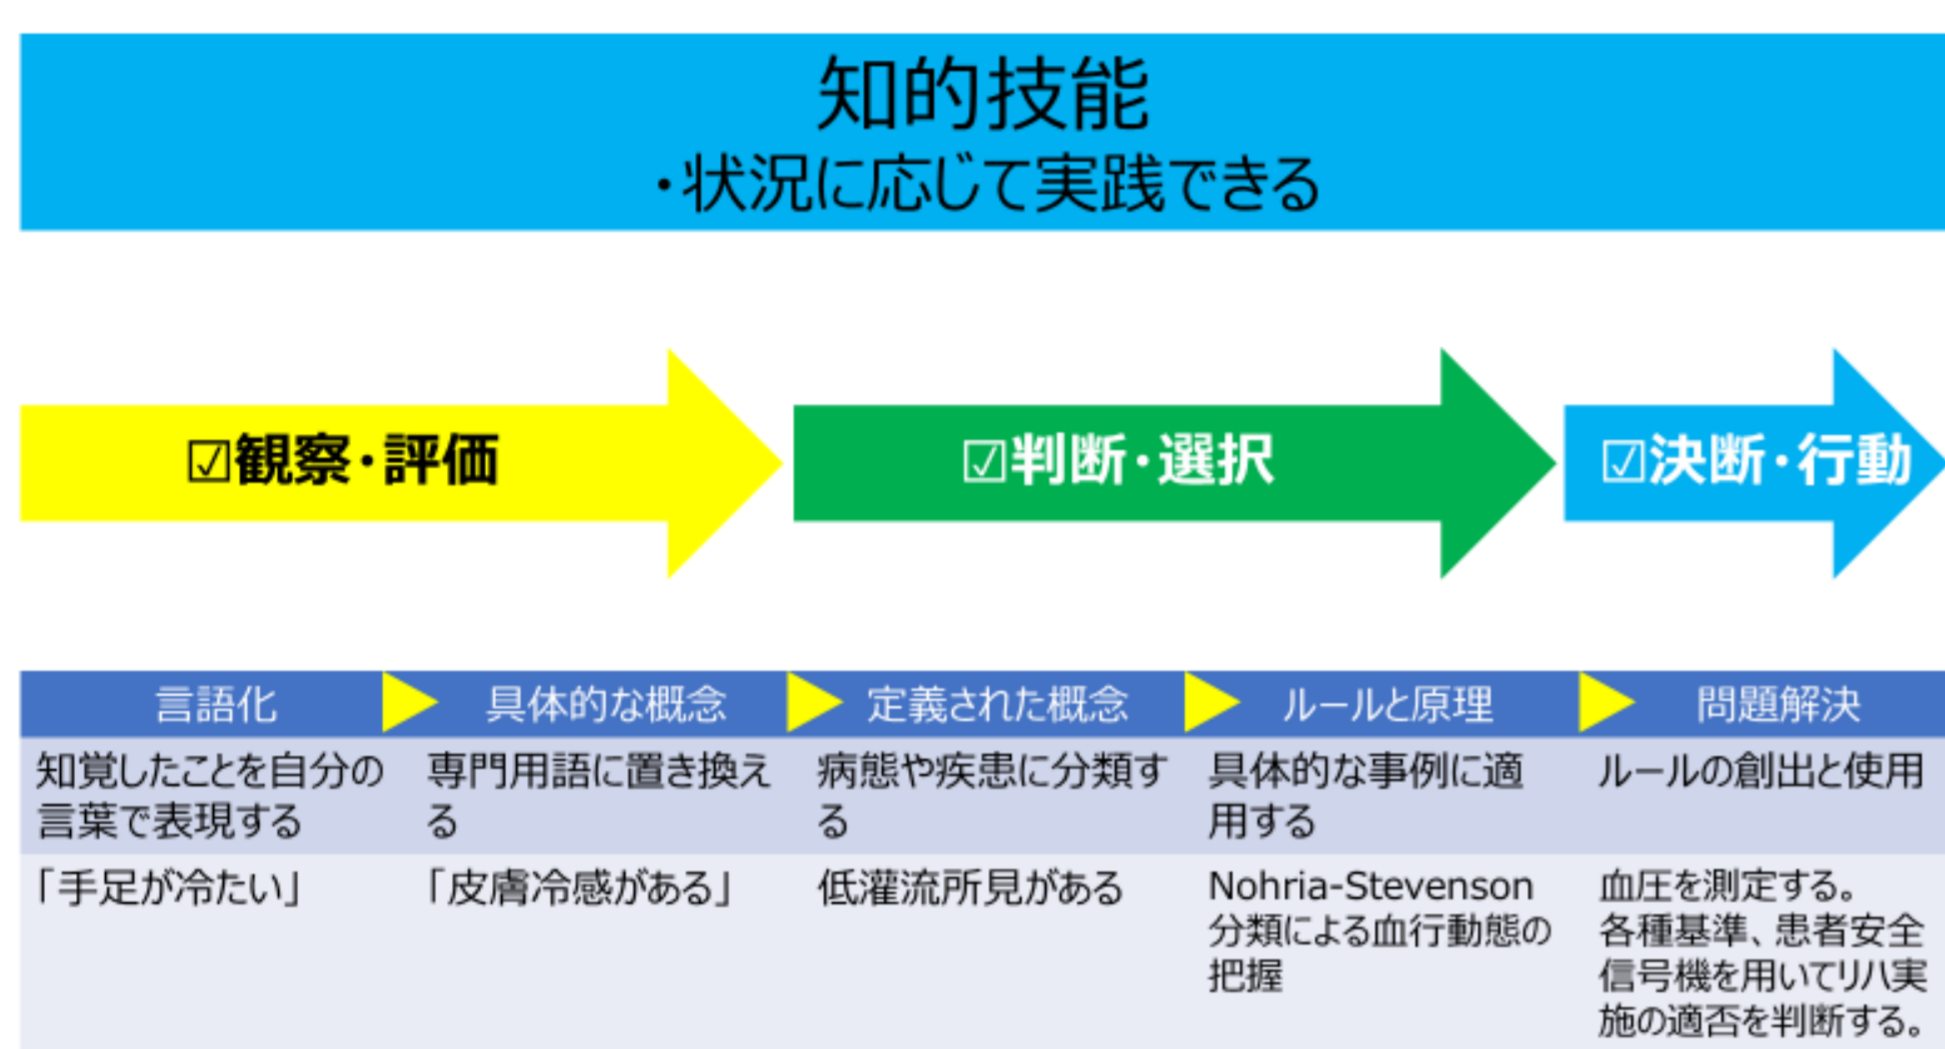 知的技能
・状況に応じて実践できる
☑観察・評価
☑判断・選択
☑決断・行動
言語化
具体的な概念
定義された概念
ルールと原理
問題解決
知覚したことを自分の
言葉で表現する
専門用語に置き換え
る
病態や疾患に分類す
る
具体的な事例に適
用する
ルールの創出と使用
「手足が冷たい」
「皮膚冷感がある」
低灌流所見がある
Nohria-Stevenson
分類による血行動態の
把握
血圧を測定する。
各種基準、患者安全
信号機を用いてリハ実
施の適否を判断する。